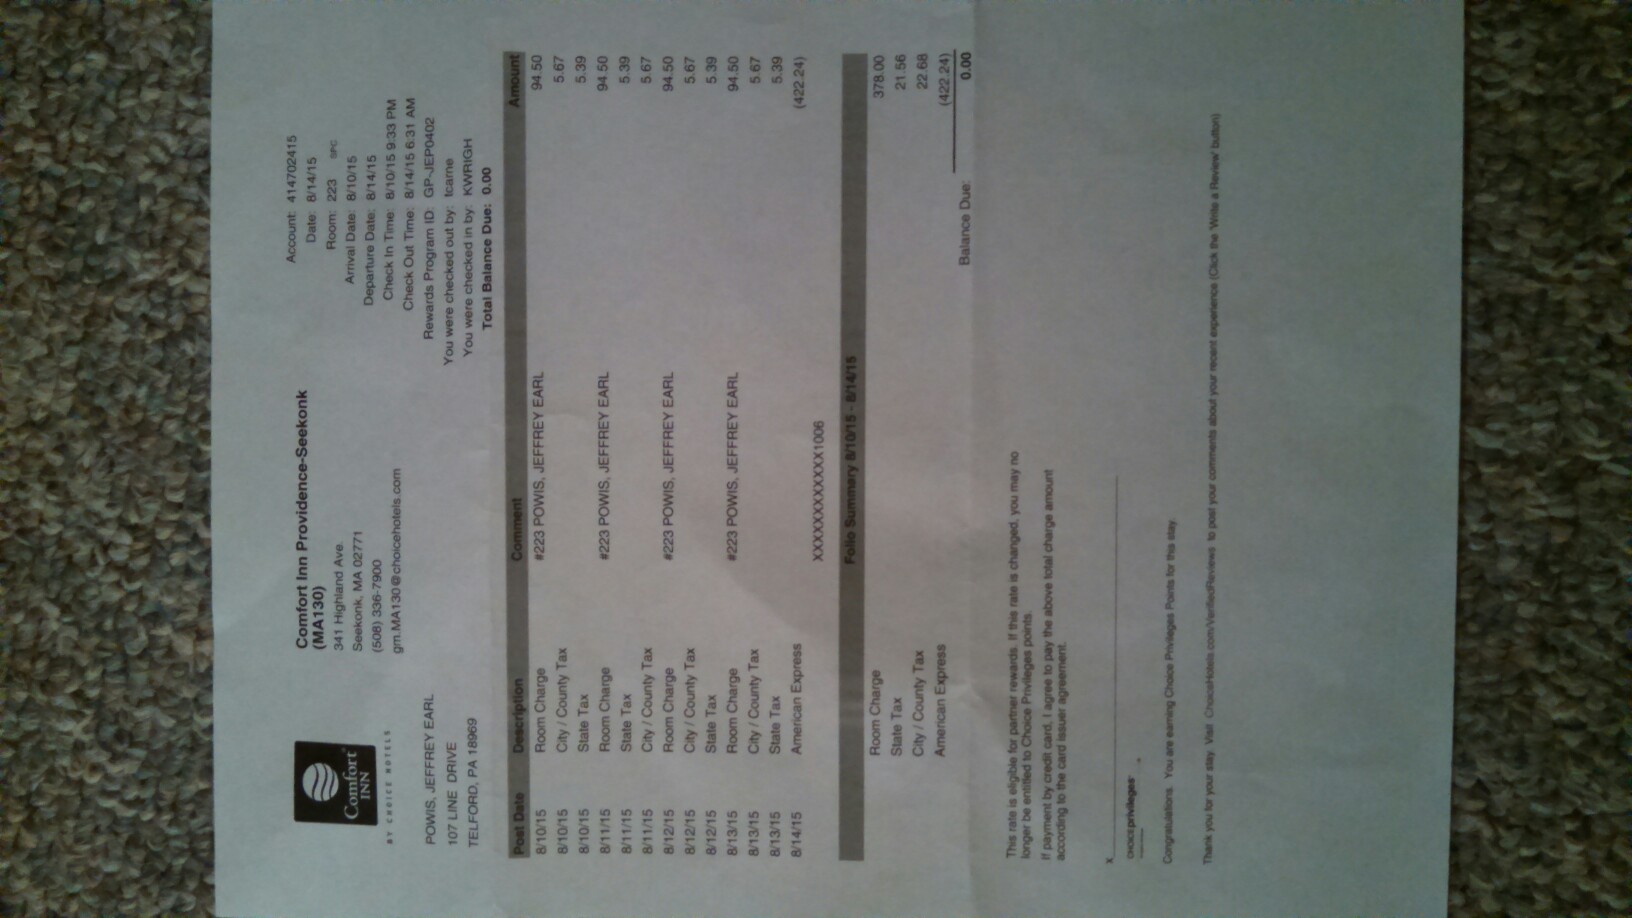 Comfort
INN
BY CHOICE HOTELS
Comfort Inn Providence-Seekonk
(MA130)
341 Highland Ave.
Seekonk, MA 02771
(508) 336-7900
gm.MA130@choicehotels.com
Account: 414702415
Date: 8/14/15
Room: 223 SPC
Arrival Date: 8/10/15
Departure Date: 8/14/15
Check In Time: 8/10/15 9:33 PM
Check Out Time: 8/14/15 6:31 AM
Rewards Program ID: GP-JEP0402
You were checked out by: tcarne
You were checked in by: KWRIGH
Total Balance Due: 0.00
POWIS, JEFFREY EARL
107 LINE DRIVE
TELFORD, PA 18969
Post Date Description Comment Amount
8/10/15 Room Charge #223 POWIS, JEFFREY EARL 94.50
8/10/15 City / County Tax 5.67
8/10/15 State Tax 5.39
8/11/15 Room Charge #223 POWIS, JEFFREY EARL 94.50
8/11/15 State Tax 5.39
8/11/15 City / County Tax 5.67
8/12/15 Room Charge #223 POWIS, JEFFREY EARL 94.50
8/12/15 City / County Tax 5.67
8/12/15 State Tax 5.39
8/13/15 Room Charge #223 POWIS, JEFFREY EARL 94.50
8/13/15 City / County Tax 5.67
8/13/15 State Tax 5.39
8/14/15 American Express (422.24)
XXXXXXXXXXXX1006
Folio Summary 8/10/15 - 8/14/15
Room Charge 378.00
State Tax 21.56
City / County Tax 22.68
American Express (422.24)
Balance Due: 0.00
This rate is eligible for partner rewards. If this rate is changed, you may no
longer be entitled to Choice Privileges points.
If payment by credit card, I agree to pay the above total charge amount
according to the card issuer agreement.
x
CHOICE privileges
Congratulations. You are earning Choice Privileges Points for this stay.
Thank you for your stay. Visit ChoiceHotels.com/VerifiedReviews to post your comments about your recent experience (Click the 'Write a Review' button)